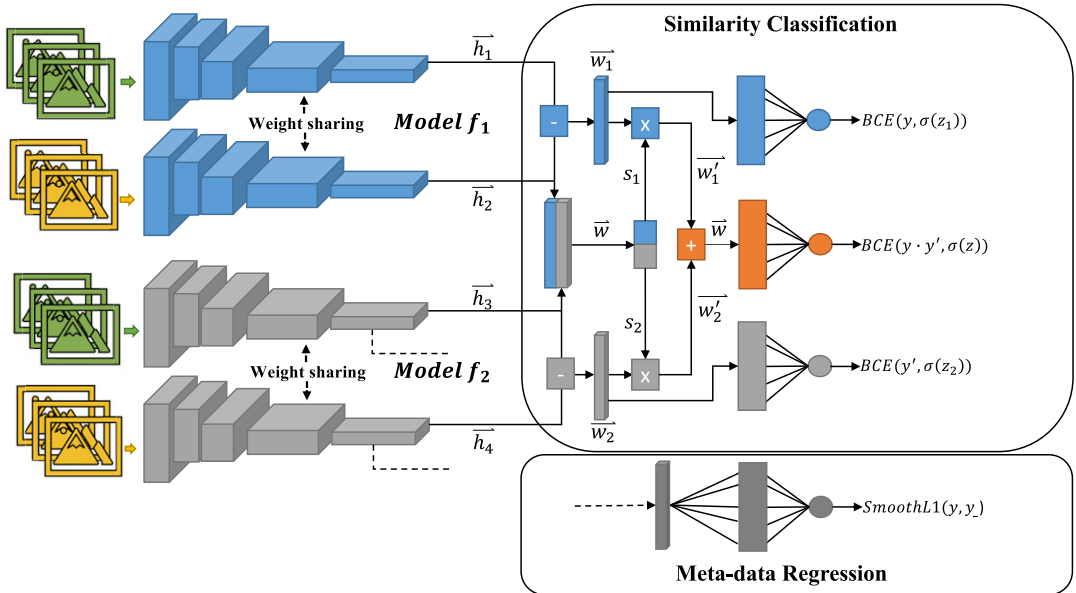 Similarity Classification
h₁
w₁
-
x
BCE(y, σ(z₁))
Weight sharing
Model f₁
s₁
w₁′
h₂
w
+
w
BCE(y · y′, σ(z))
h₃
s₂
w₂′
Weight sharing
Model f₂
-
x
BCE(y′, σ(z₂))
h₄
w₂
SmoothL1(y, y_)
Meta-data Regression